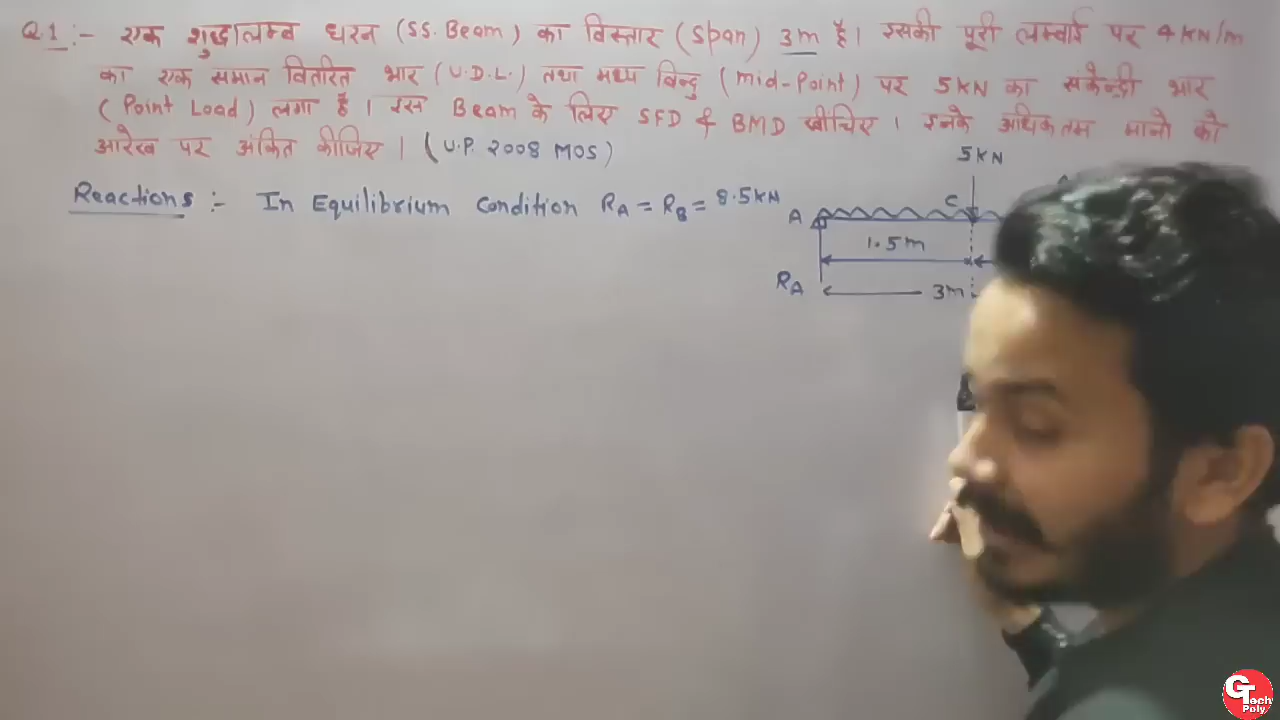 Q.1 :- एक शुद्धालम्ब धरन (SS. Beam) का विस्तार (Span) 3m है। इसकी पूरी लम्बाई पर 4 KN/m
का एक समान वितरित भार (U.D.L.) तथा मध्य बिन्दु (mid-Point) पर 5KN का संकेन्द्री भार
(Point Load) लगा है। इस Beam के लिए SFD & BMD खींचिए। इनके अधिकतम मानो को
आरेख पर अंकित कीजिए। (U.P. 2008 MOS)
5KN
Reactions :- In Equilibrium Condition RA = RB = 8.5KN
A C
1.5m
RA 3m
GTech
Poly